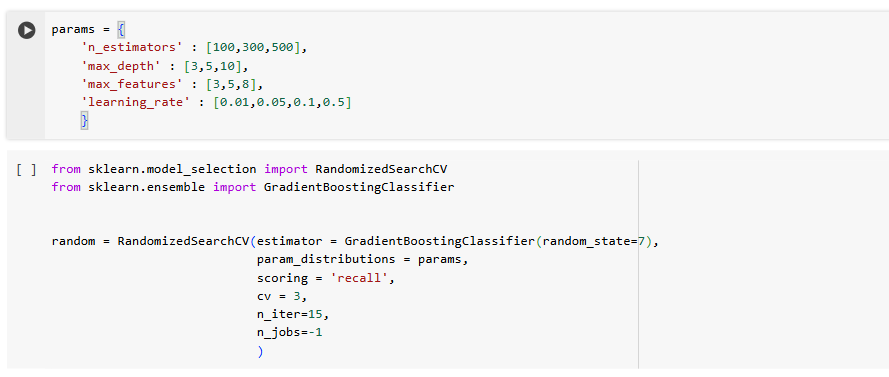 params = {
    'n_estimators' : [100,300,500],
    'max_depth' : [3,5,10],
    'max_features' : [3,5,8],
    'learning_rate' : [0.01,0.05,0.1,0.5]
    }
[ ] from sklearn.model_selection import RandomizedSearchCV
from sklearn.ensemble import GradientBoostingClassifier
random = RandomizedSearchCV(estimator = GradientBoostingClassifier(random_state=7),
                            param_distributions = params,
                            scoring = 'recall',
                            cv = 3,
                            n_iter=15,
                            n_jobs=-1
                            )